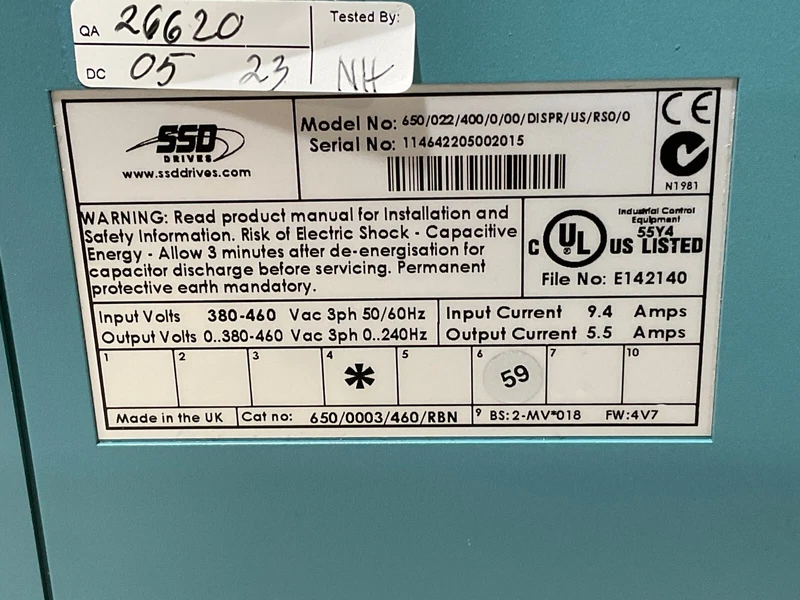 QA 26620
Tested By:
DC 05 23 NH
SSD
DRIVES
www.ssddrives.com
Model No: 650/022/400/0/00/DISPR/US/RS0/0
Serial No: 114642205002015
CE
N1981
WARNING: Read product manual for Installation and
Safety Information. Risk of Electric Shock - Capacitive
Energy - Allow 3 minutes after de-energisation for
capacitor discharge before servicing. Permanent
protective earth mandatory.
Industrial Control
Equipment
55Y4
C UL US LISTED
®
File No: E142140
Input Volts 380-460 Vac 3ph 50/60Hz
Output Volts 0..380-460 Vac 3ph 0..240Hz
Input Current 9.4 Amps
Output Current 5.5 Amps
1 2 3 4 * 5 6 59 7 10
Made in the UK
Cat no: 650/0003/460/RBN
9 BS:2-MV*018 FW:4V7